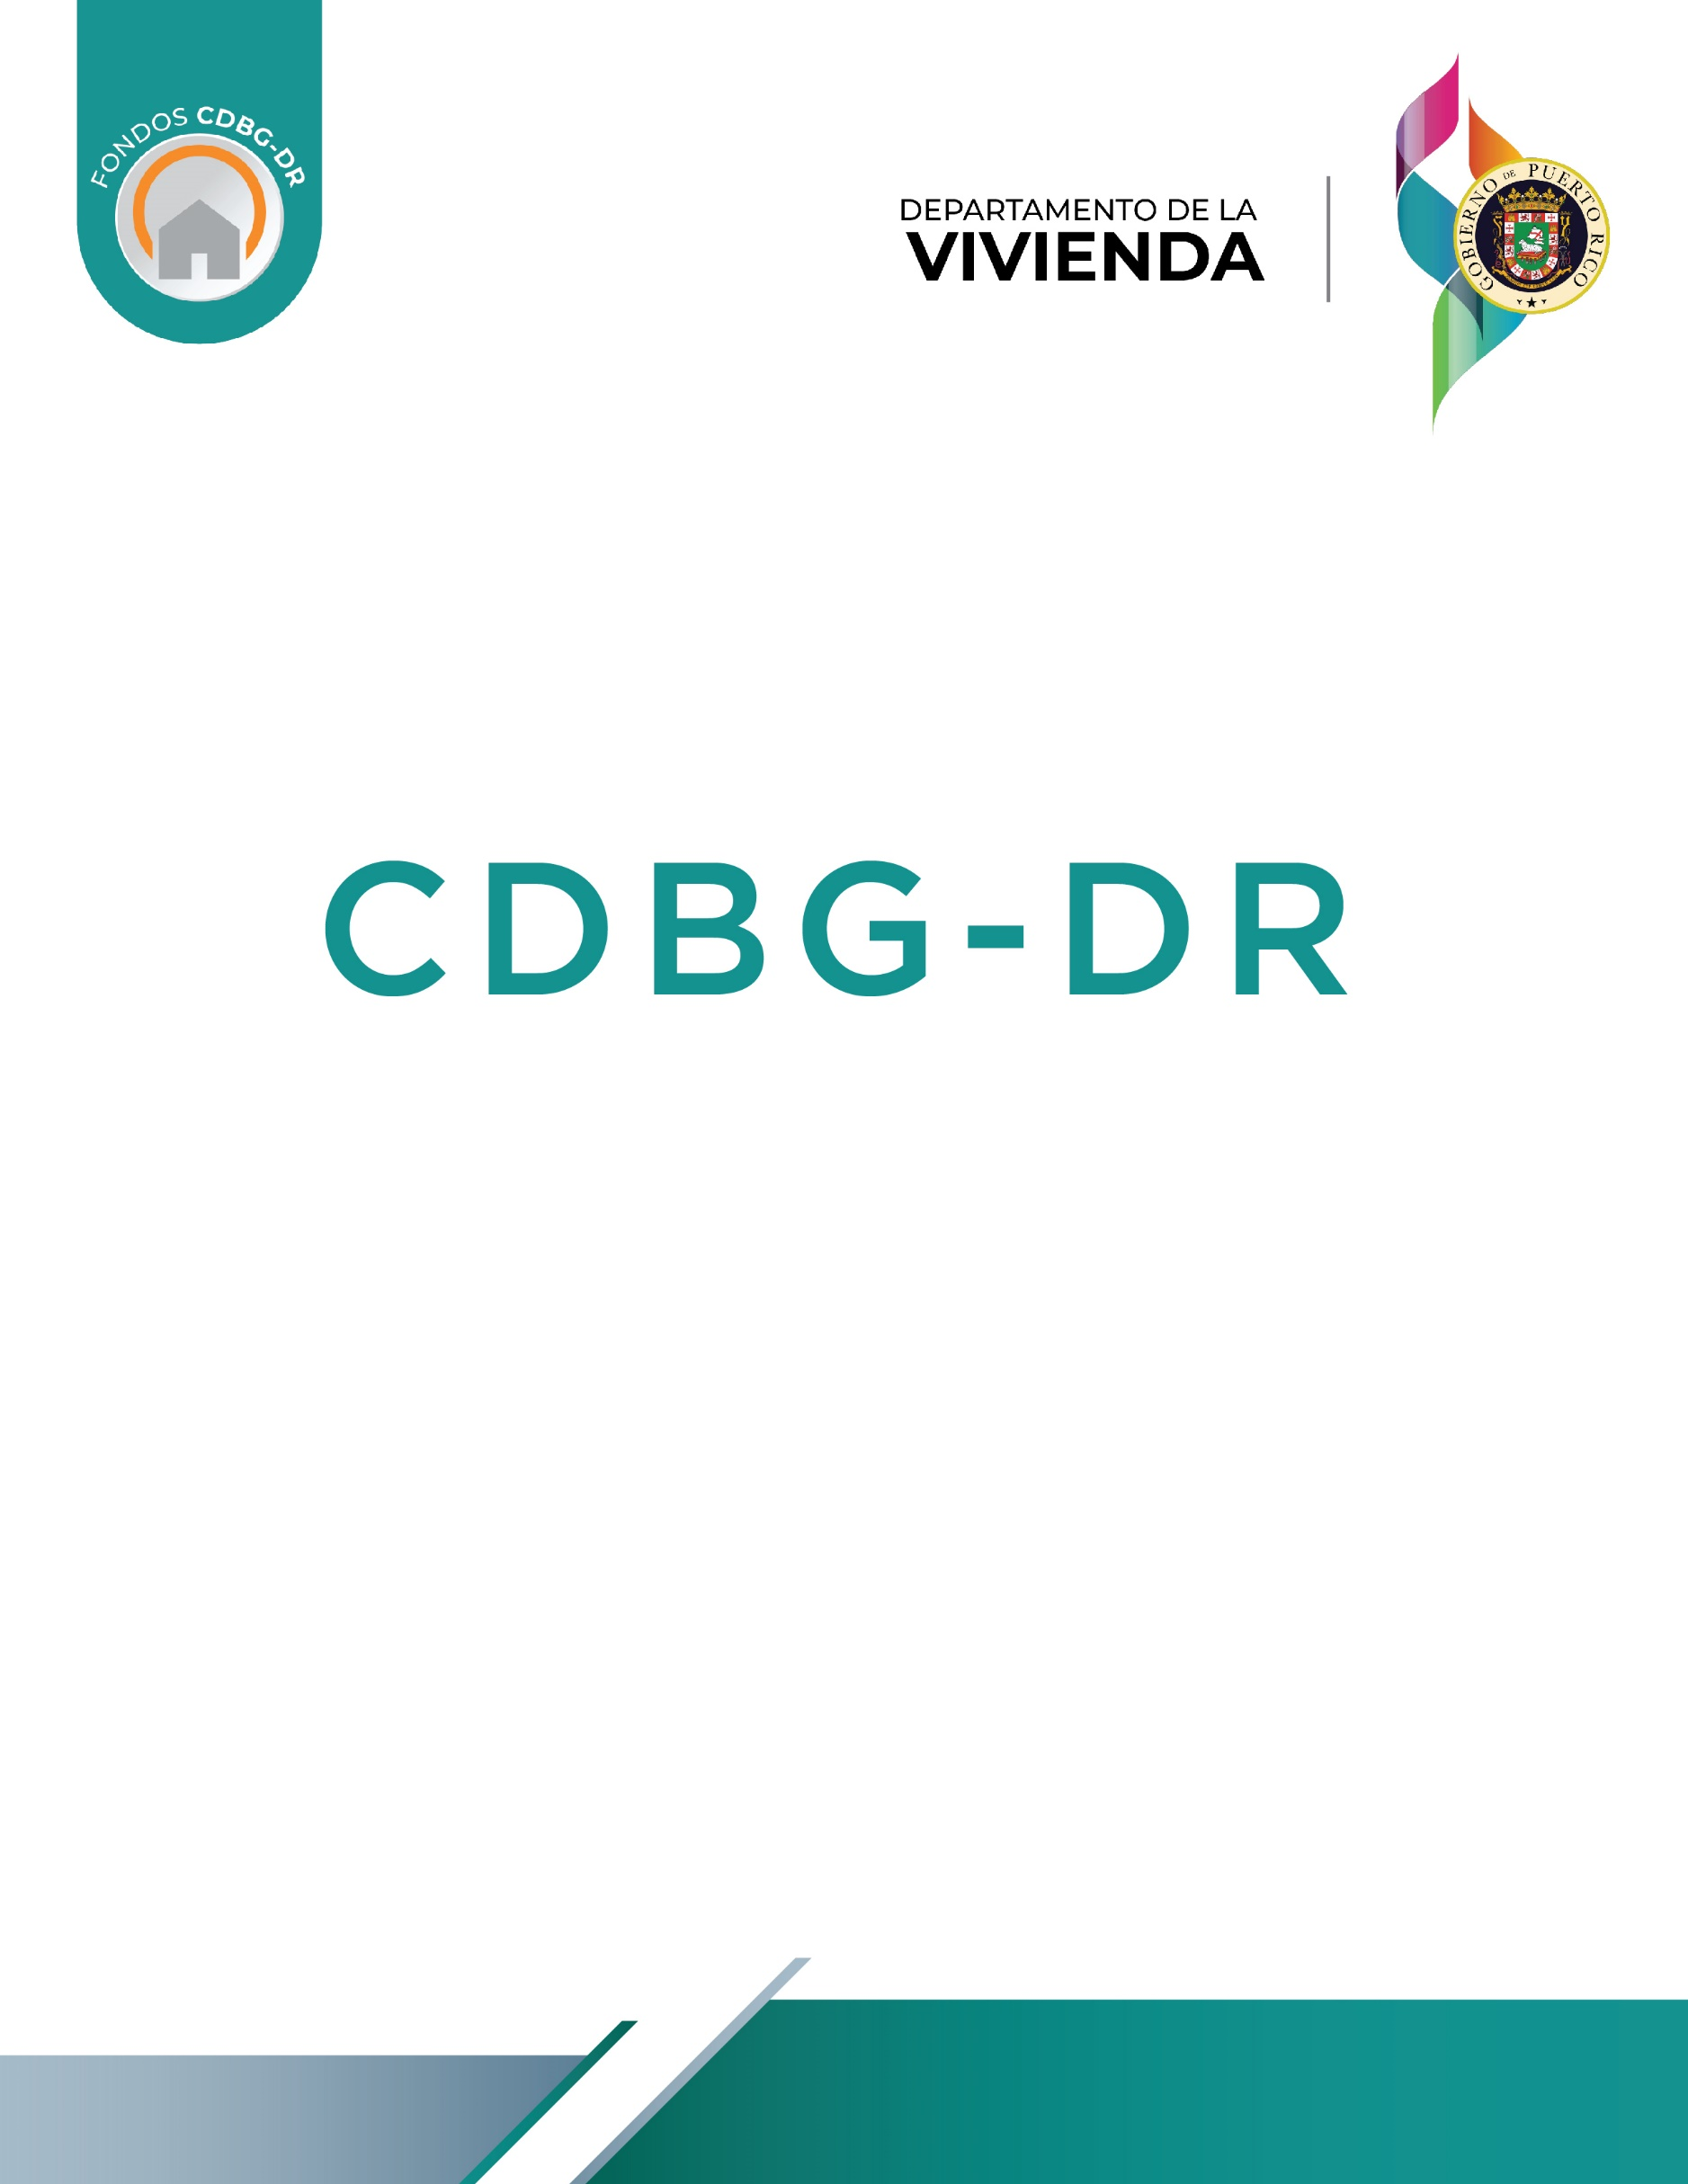 FONDOS CDBG-DR
DEPARTAMENTO DE LA
VIVIENDA
GOBIERNO DE PUERTO RICO
CDBG-DR